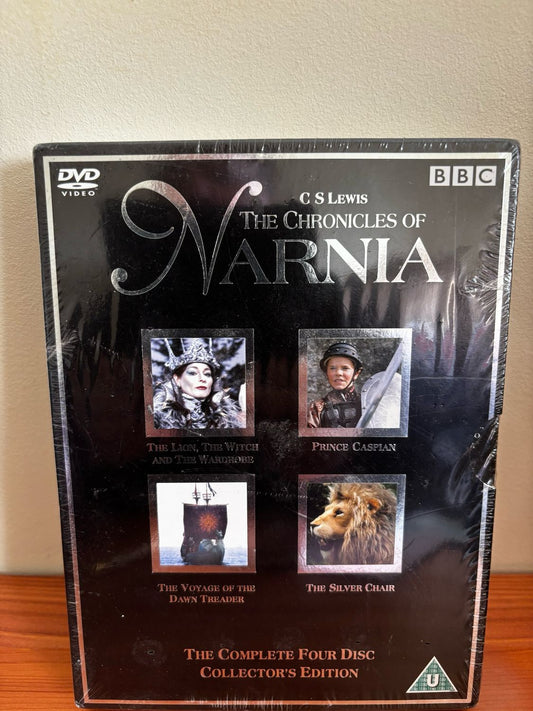 DVD
VIDEO
BBC
C S LEWIS
THE CHRONICLES OF
NARNIA
THE LION, THE WITCH
AND THE WARDROBE
PRINCE CASPIAN
THE VOYAGE OF THE
DAWN TREADER
THE SILVER CHAIR
THE COMPLETE FOUR DISC
COLLECTOR'S EDITION
U